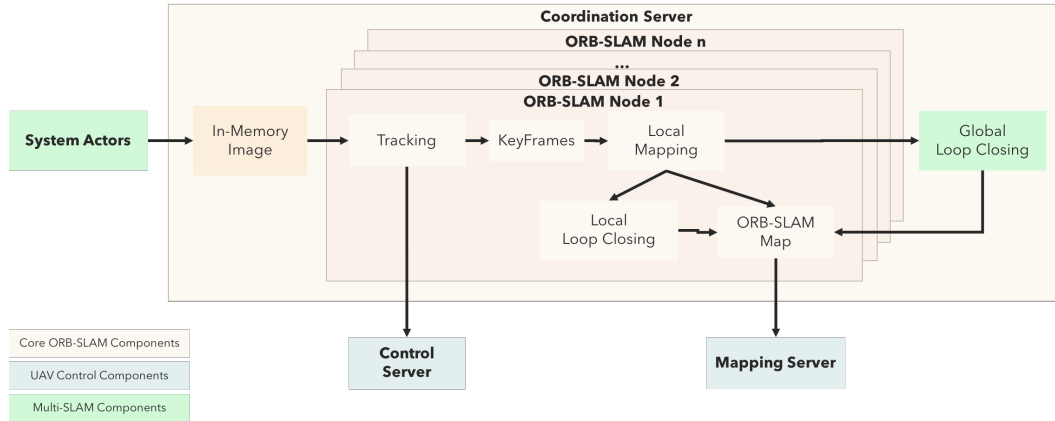 Coordination Server
ORB-SLAM Node n
...
ORB-SLAM Node 2
ORB-SLAM Node 1
System Actors
In-Memory
Image
Tracking
KeyFrames
Local
Mapping
Global
Loop Closing
Local
Loop Closing
ORB-SLAM
Map
Core ORB-SLAM Components
UAV Control Components
Multi-SLAM Components
Control
Server
Mapping Server